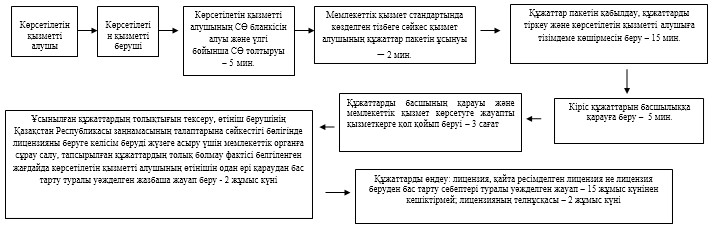 Көрсетілетін
қызметті
алушы
Көрсетілеті
н қызметті
беруші
Көрсетілетін қызметті
алушының СӨ бланкісін
алуы және үлгі
бойынша СӨ толтыруы
– 5 мин.
Мемлекеттік қызмет стандартында
көзделген тізбеге сәйкес қызмет
алушының құжаттар пакетін ұсынуы
– 2 мин.
Құжаттар пакетін қабылдау, құжаттарды
тіркеу және көрсетілетін қызметті алушыға
тізімдеме көшірмесін беру – 15 мин.
Кіріс құжаттарын басшылыққа
қарауға беру – 5 мин.
Құжаттарды басшының қарауы және
мемлекеттік қызмет көрсетуге жауапты
қызметкерге қол қойып беруі – 3 сағат
Ұсынылған құжаттардың толықтығын тексеру, өтініш берушінің
Қазақстан Республикасы заңнамасының талаптарына сәйкестігі бөлігінде
лицензияны беруге келісім беруді жүзеге асыру үшін мемлекеттік органға
сұрау салу, тапсырылған құжаттардың толық болмау фактісі белгіленген
жағдайда көрсетілетін қызметті алушының өтінішін одан әрі қараудан бас
тарту туралы уәжделген жазбаша жауап беру - 2 жұмыс күні
Құжаттарды өңдеу: лицензия, қайта ресімделген лицензия не лицензия
беруден бас тарту себептері туралы уәжделген жауап – 15 жұмыс күнінен
кешіктірмей, лицензияның телнұсқасы – 2 жұмыс күні